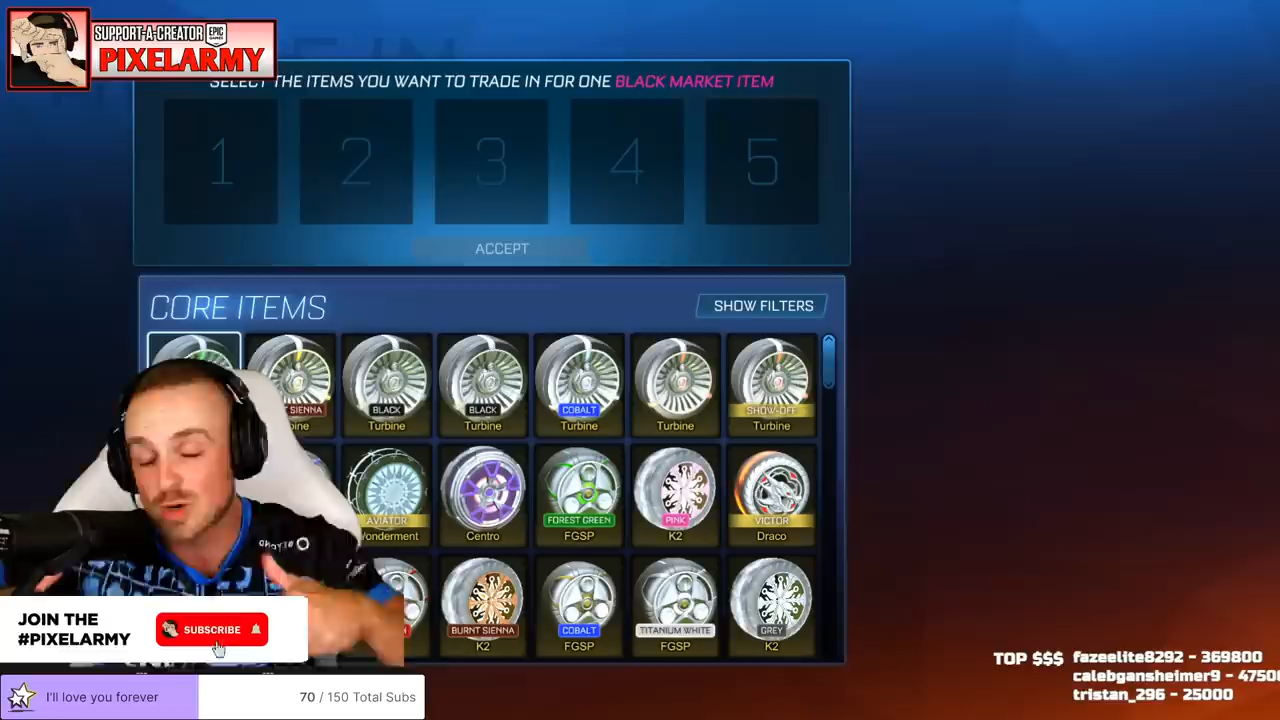 SUPPORT-A-CREATOR EPIC GAMES
PIXELARMY
SELECT THE ITEMS YOU WANT TO TRADE IN FOR ONE BLACK MARKET ITEM
1 2 3 4 5
ACCEPT
CORE ITEMS
SHOW FILTERS
SIENNA BLACK BLACK COBALT SHOW-OFF
Turbine Turbine Turbine Turbine Turbine
AVIATOR FOREST GREEN PINK VICTOR
Centro FGSP K2 Draco
BURNT SIENNA COBALT TITANIUM WHITE GREY
K2 FGSP FGSP K2
JOIN THE
#PIXELARMY
SUBSCRIBE
I'll love you forever
70 / 150 Total Subs
TOP $$$
fazeelite8292 - 369800
calebgansheimer9 - 4750
tristan_296 - 25000